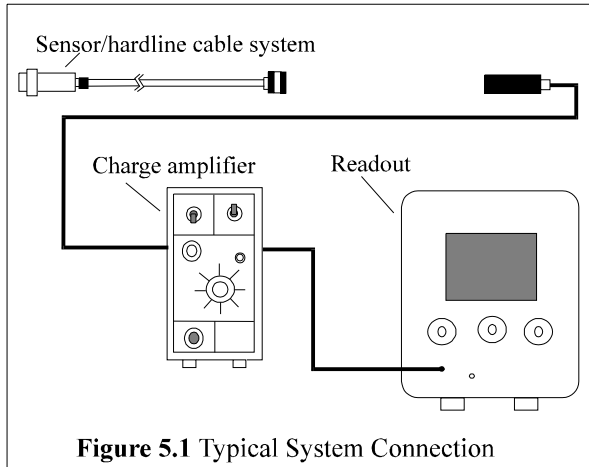 Sensor/hardline cable system
Charge amplifier
Readout
Figure 5.1 Typical System Connection